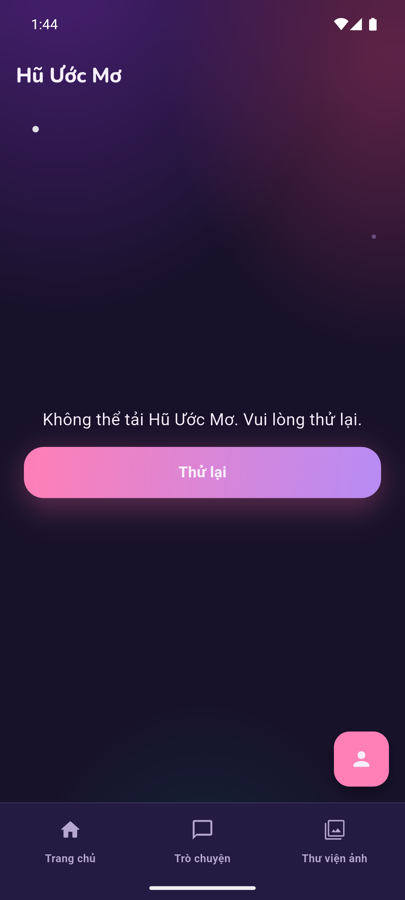 1:44
Hũ Ước Mơ
Không thể tải Hũ Ước Mơ. Vui lòng thử lại.
Thử lại
Trang chủ
Trò chuyện
Thư viện ảnh